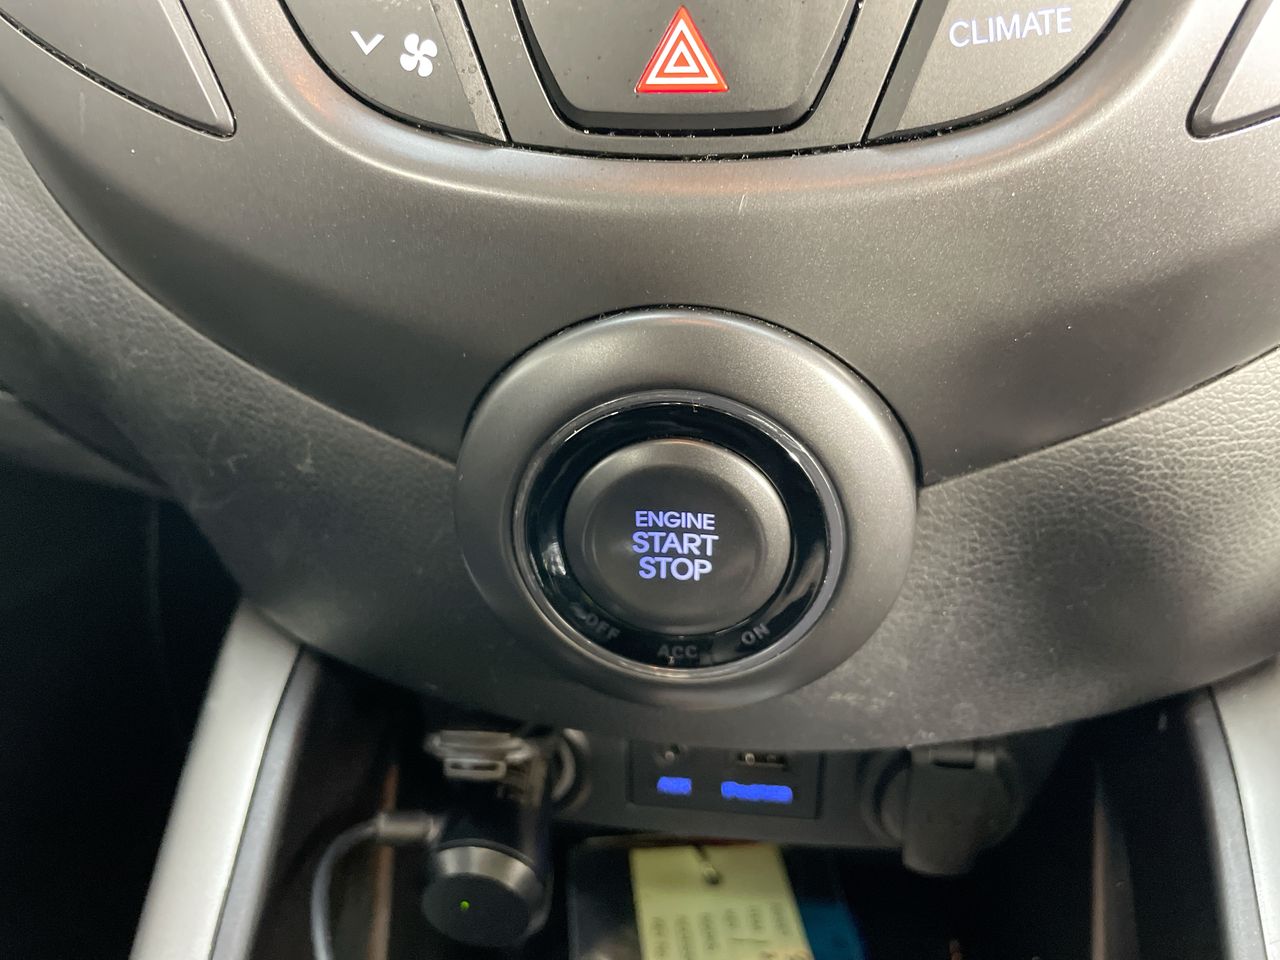 CLIMATE
ENGINE
START
STOP
OFF
ACC
ON